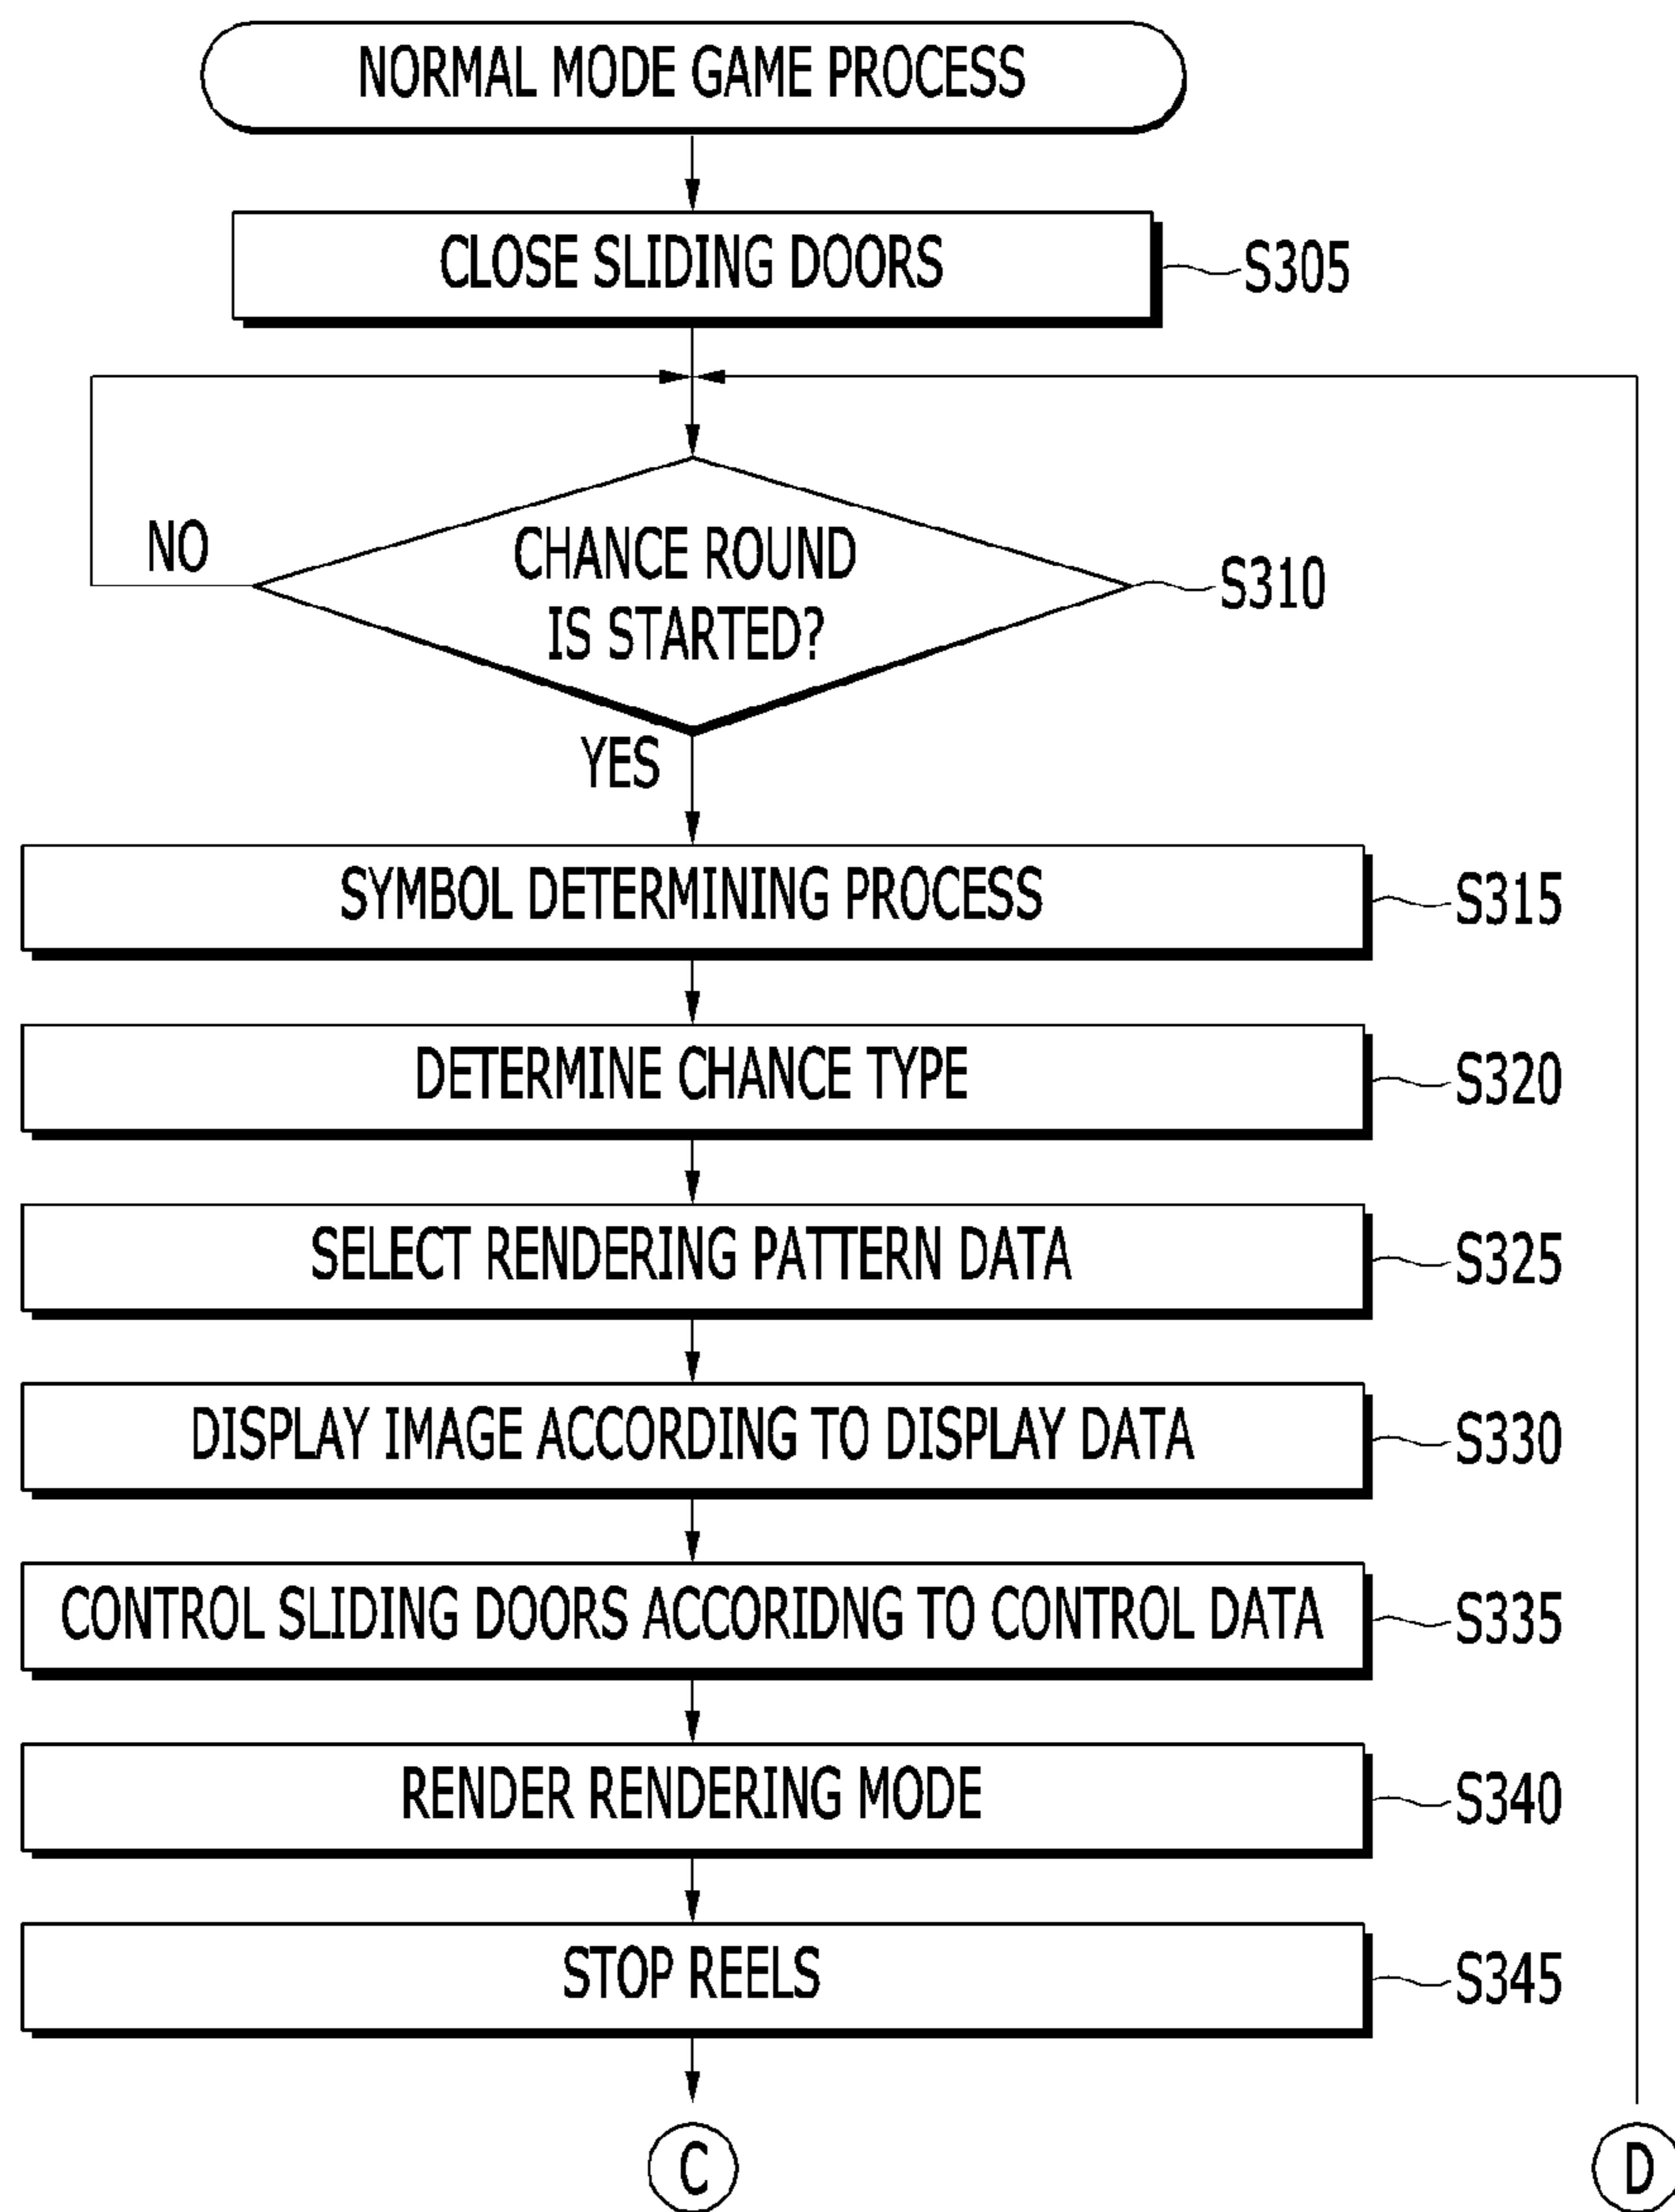 NORMAL MODE GAME PROCESS
CLOSE SLIDING DOORS
S305
NO
CHANCE ROUND
IS STARTED?
S310
YES
SYMBOL DETERMINING PROCESS
S315
DETERMINE CHANCE TYPE
S320
SELECT RENDERING PATTERN DATA
S325
DISPLAY IMAGE ACCORDING TO DISPLAY DATA
S330
CONTROL SLIDING DOORS ACCORIDNG TO CONTROL DATA
S335
RENDER RENDERING MODE
S340
STOP REELS
S345
C
D